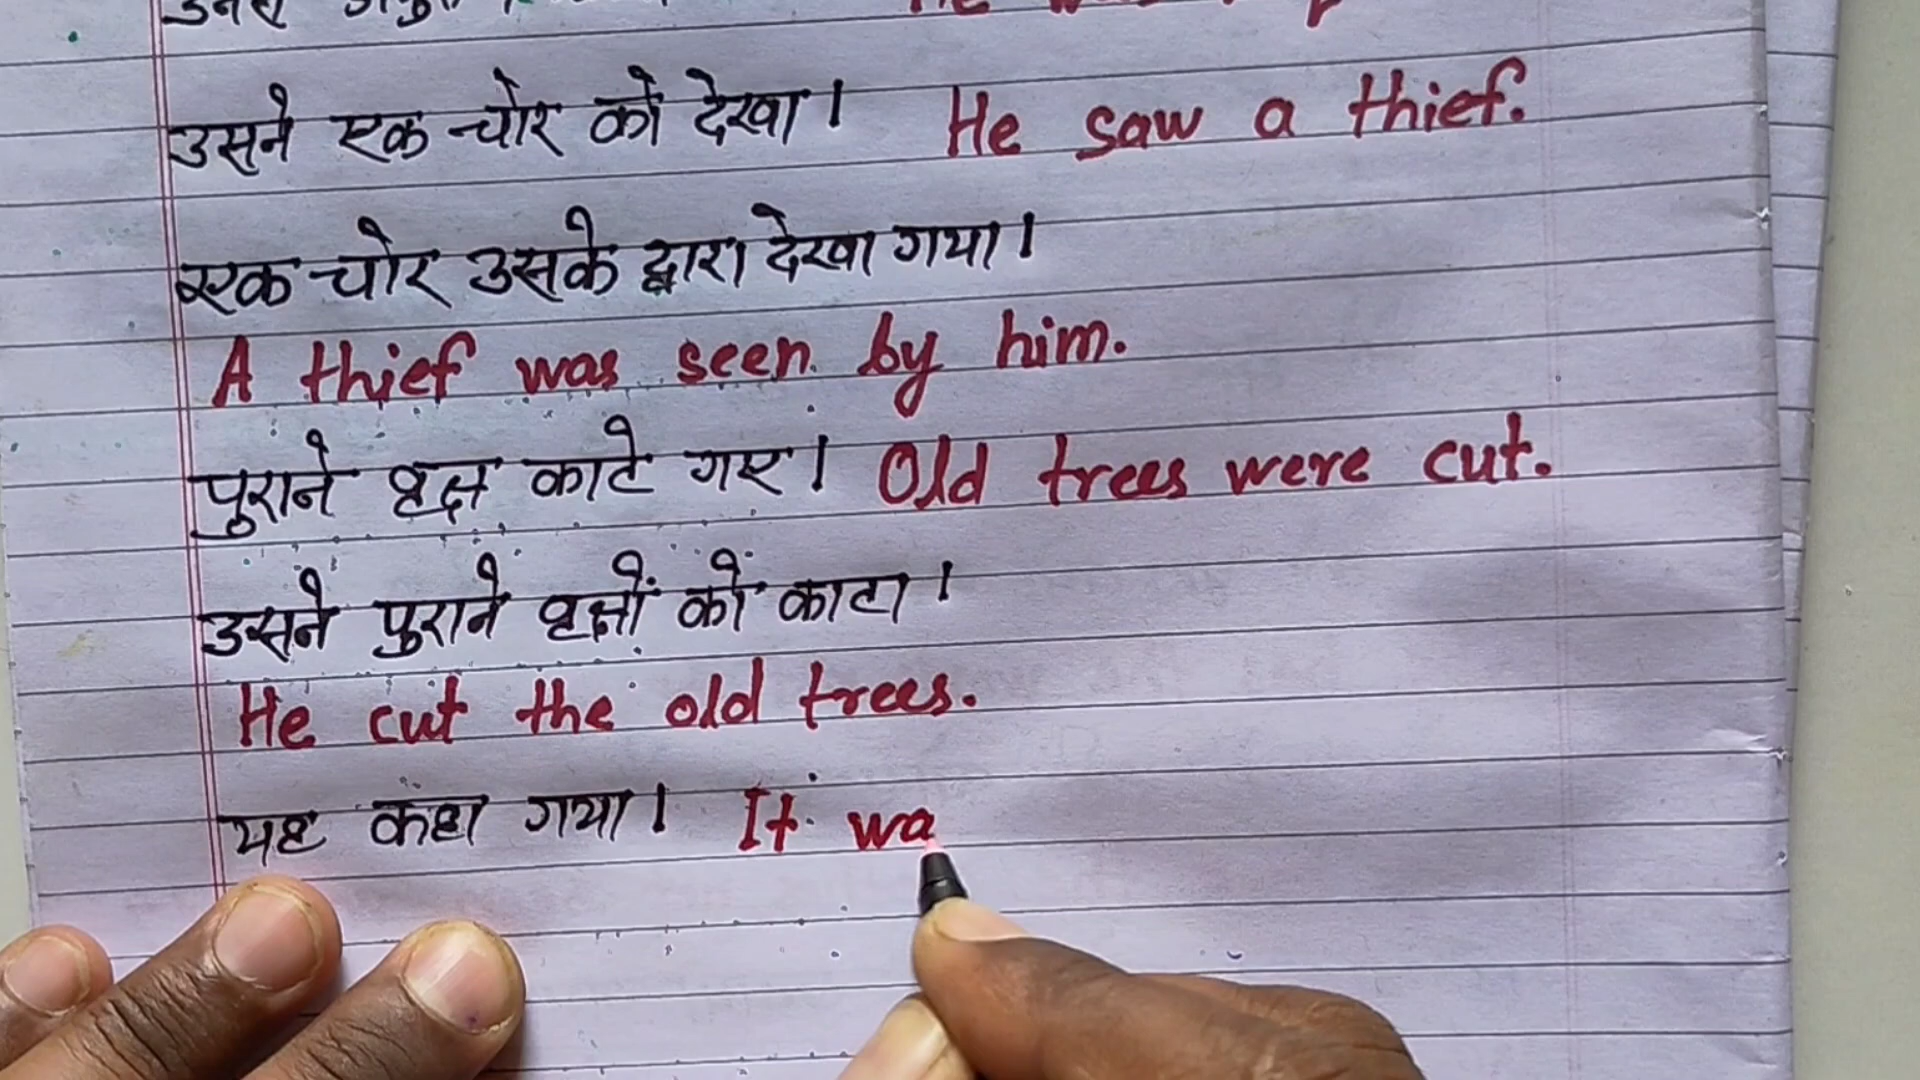 उसने एक चोर को देखा। He saw a thief.
एक चोर उसके द्वारा देखा गया।
A thief was seen by him.
पुराने वृक्ष काटे गए। Old trees were cut.
उसने पुराने वृक्षों को काटा।
He cut the old trees.
यह कहा गया। It wa